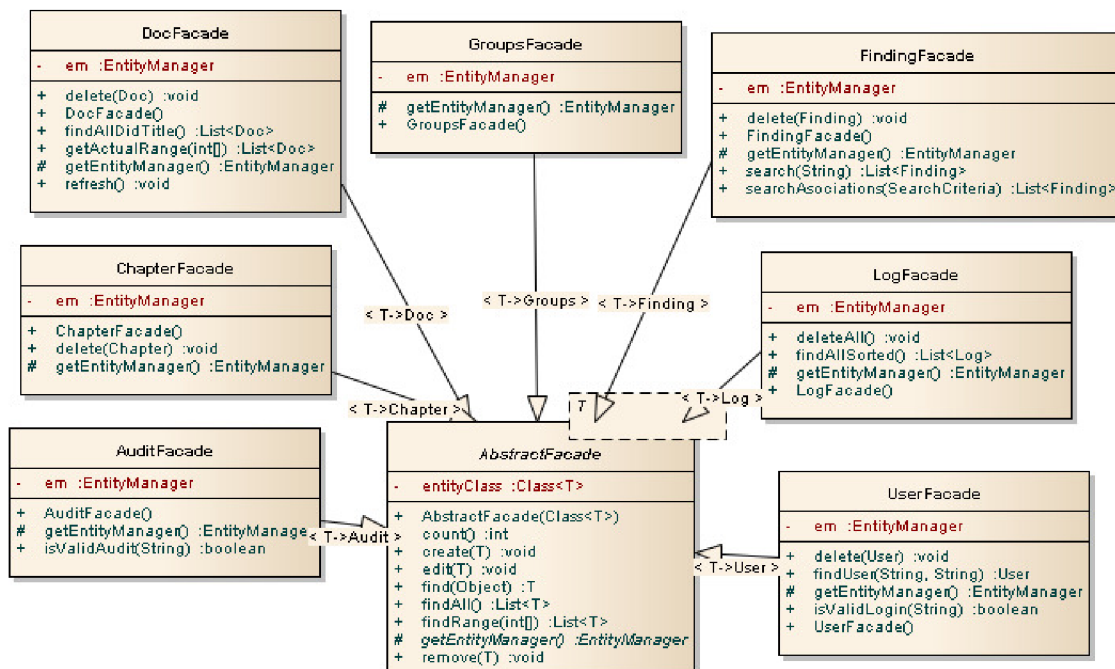 DocFacade
- em :EntityManager
+ delete(Doc) :void
+ DocFacade()
+ findAllDidTitle() :List<Doc>
+ getActualRange(int[]) :List<Doc>
# getEntityManager() :EntityManager
+ refresh() :void
GroupsFacade
- em :EntityManager
# getEntityManager() :EntityManager
+ GroupsFacade()
FindingFacade
- em :EntityManager
+ delete(Finding) :void
+ FindingFacade()
# getEntityManager() :EntityManager
+ search(String) :List<Finding>
+ searchAsociations(SearchCriteria) :List<Finding>
ChapterFacade
- em :EntityManager
+ ChapterFacade()
+ delete(Chapter) :void
# getEntityManager() :EntityManager
< T->Doc >
< T->Groups >
< T->Finding >
LogFacade
- em :EntityManager
+ deleteAll() :void
+ findAllSorted() :List<Log>
# getEntityManager() :EntityManager
+ LogFacade()
< T->Chapter >
T
< T->Log >
AuditFacade
- em :EntityManager
+ AuditFacade()
# getEntityManager() :EntityManage
+ isValidAudit(String) :boolean
< T->Audit >
AbstractFacade
- entityClass :Class<T>
+ AbstractFacade(Class<T>)
+ count() :int
+ create(T) :void
+ edit(T) :void
+ find(Object) :T
+ findAll() :List<T>
+ findRange(int[]) :List<T>
# getEntityManager() :EntityManager
+ remove(T) :void
< T->User >
UserFacade
- em :EntityManager
+ delete(User) :void
+ findUser(String, String) :User
# getEntityManager() :EntityManager
+ isValidLogin(String) :boolean
+ UserFacade()